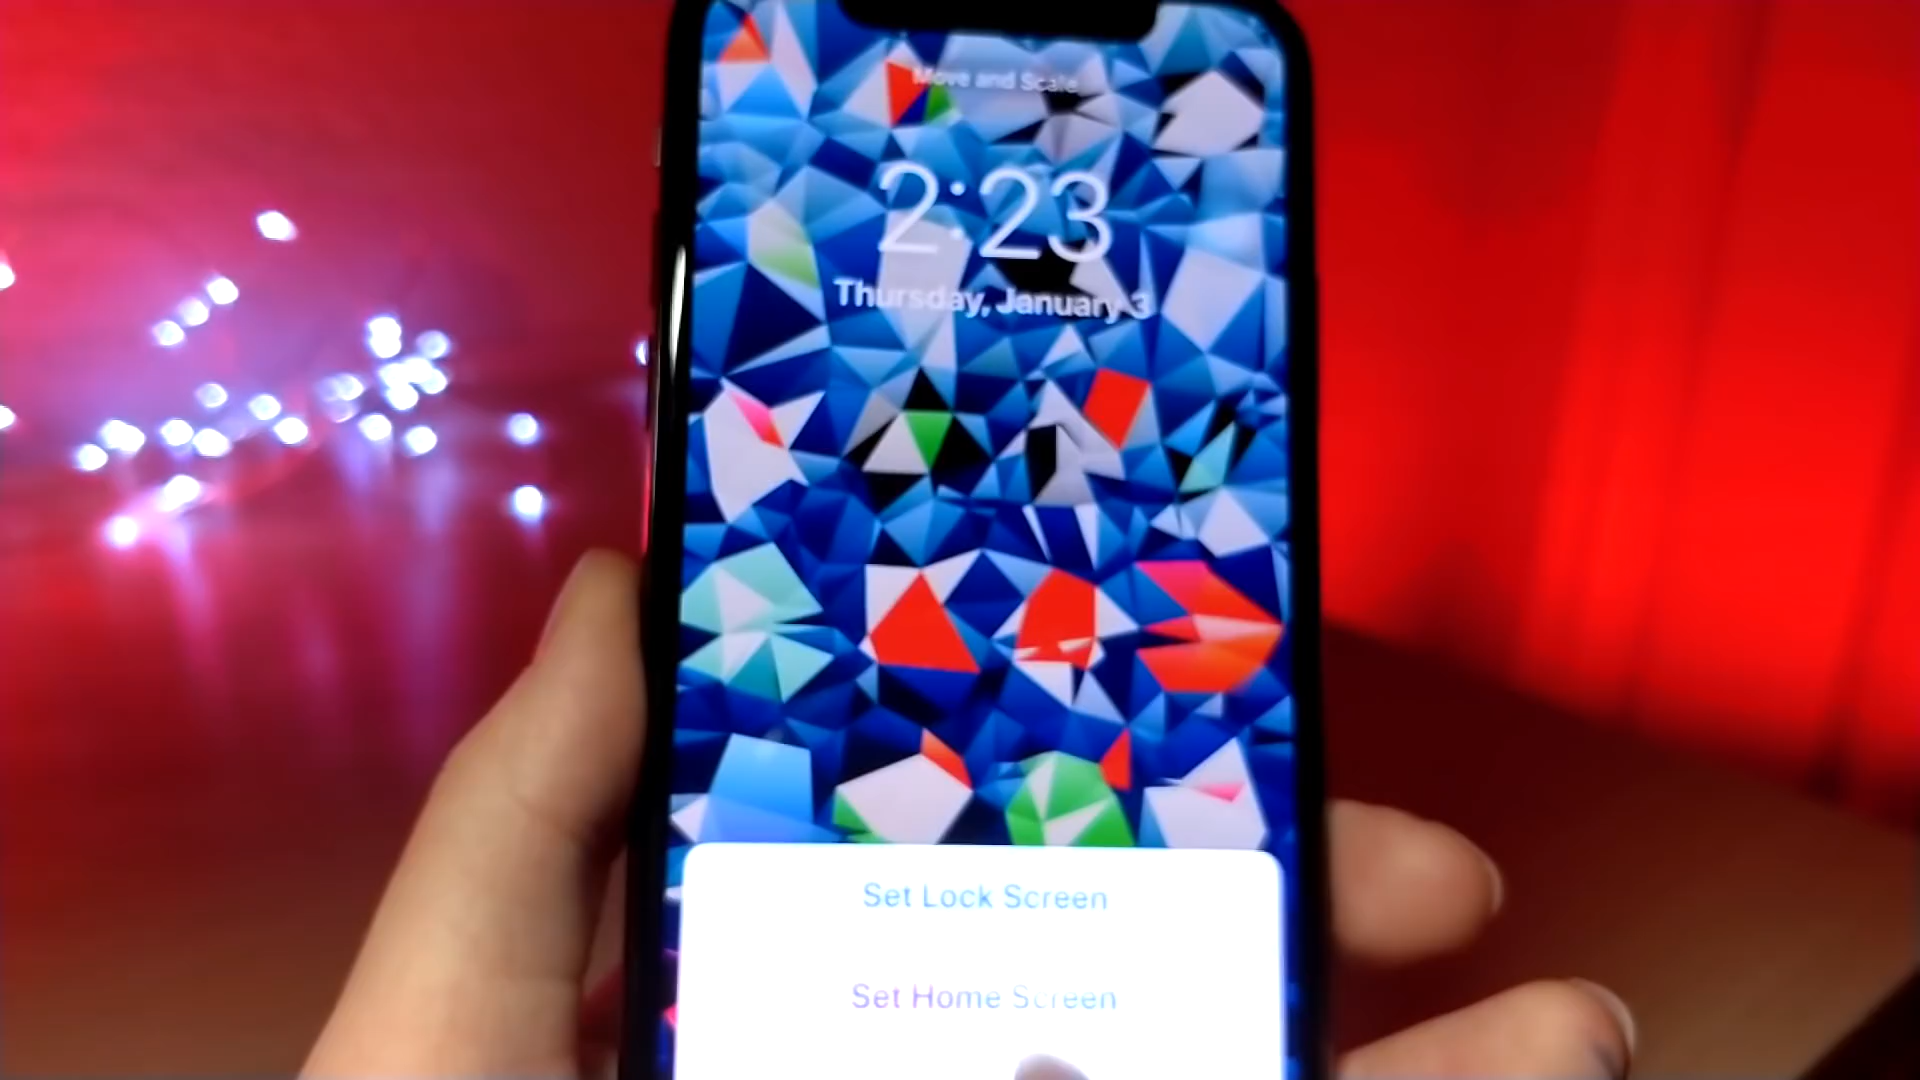 Move and Scale
2:23
Thursday, January 3
Set Lock Screen
Set Home Screen